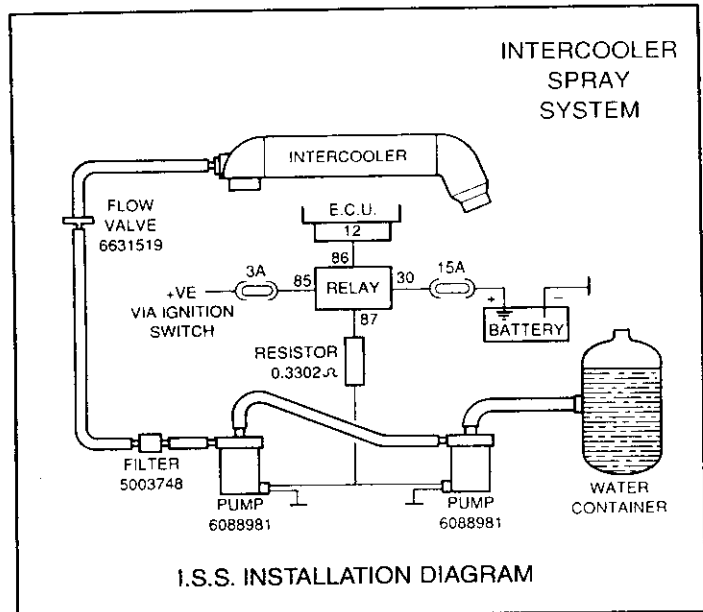 INTERCOOLER
SPRAY
SYSTEM
INTERCOOLER
FLOW
VALVE
6631519
E.C.U.
12
86
3A
85
RELAY
30
15A
+VE
VIA IGNITION
SWITCH
87
+
−
BATTERY
RESISTOR
0.3302Ω
FILTER
5003748
PUMP
6088981
PUMP
6088981
WATER
CONTAINER
I.S.S. INSTALLATION DIAGRAM